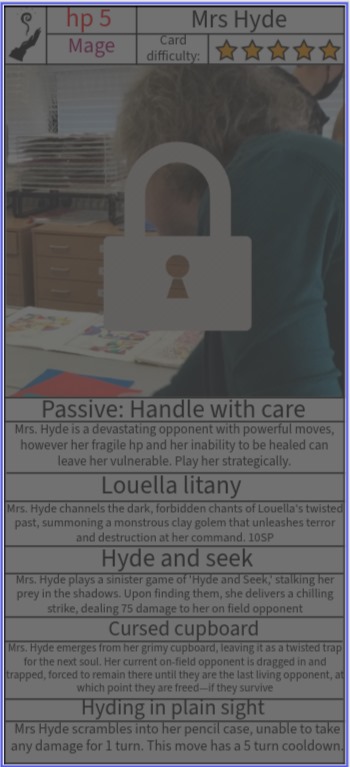 hp 5
Mrs Hyde
Mage
Card
difficulty:
Passive: Handle with care
Mrs. Hyde is a devastating opponent with powerful moves,
however her fragile hp and her inability to be healed can
leave her vulnerable. Play her strategically.
Louella litany
Mrs. Hyde channels the dark, forbidden chants of Louella's twisted
past, summoning a monstrous clay golem that unleashes terror
and destruction at her command. 10SP
Hyde and seek
Mrs. Hyde plays a sinister game of 'Hyde and Seek,' stalking her
prey in the shadows. Upon finding them, she delivers a chilling
strike, dealing 75 damage to her on field opponent
Cursed cupboard
Mrs. Hyde emerges from her grimy cupboard, leaving it as a twisted trap
for the next soul. Her current on-field opponent is dragged in and
trapped, forced to remain there until they are the last living opponent, at
which point they are freed—if they survive
Hyding in plain sight
Mrs Hyde scrambles into her pencil case, unable to take
any damage for 1 turn. This move has a 5 turn cooldown.